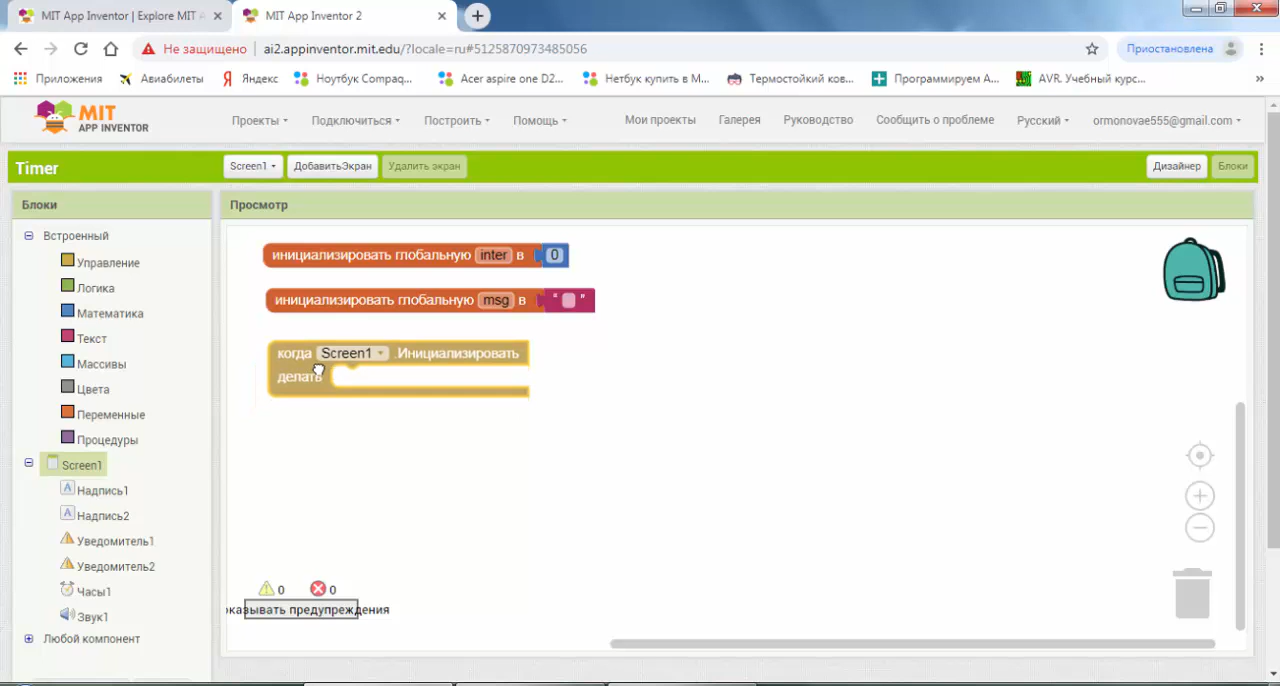 MIT App Inventor | Explore MIT
MIT App Inventor 2
Не защищено
ai2.appinventor.mit.edu/?locale=ru#5125870973485056
Приостановлена
Приложения
Авиабилеты
Яндекс
Ноутбук Compaq...
Acer aspire one D2...
Нетбук купить в М...
Термостойкий ков...
Программируем А...
AVR. Учебный курс...
»
MIT
APP INVENTOR
Проекты
Подключиться
Построить
Помощь
Мои проекты
Галерея
Руководство
Сообщить о проблеме
Русский
ormonovae555@gmail.com
Timer
Screen1
ДобавитьЭкран
Удалить экран
Дизайнер
Блоки
Блоки
Просмотр
Встроенный
Управление
Логика
Математика
Текст
Массивы
Цвета
Переменные
Процедуры
Screen1
Надпись1
Надпись2
Уведомитель1
Уведомитель2
Часы1
Звук1
Любой компонент
инициализировать глобальную inter в 0
инициализировать глобальную msg в “ ”
когда Screen1 .Инициализировать
делать
0
0
оказывать предупреждения